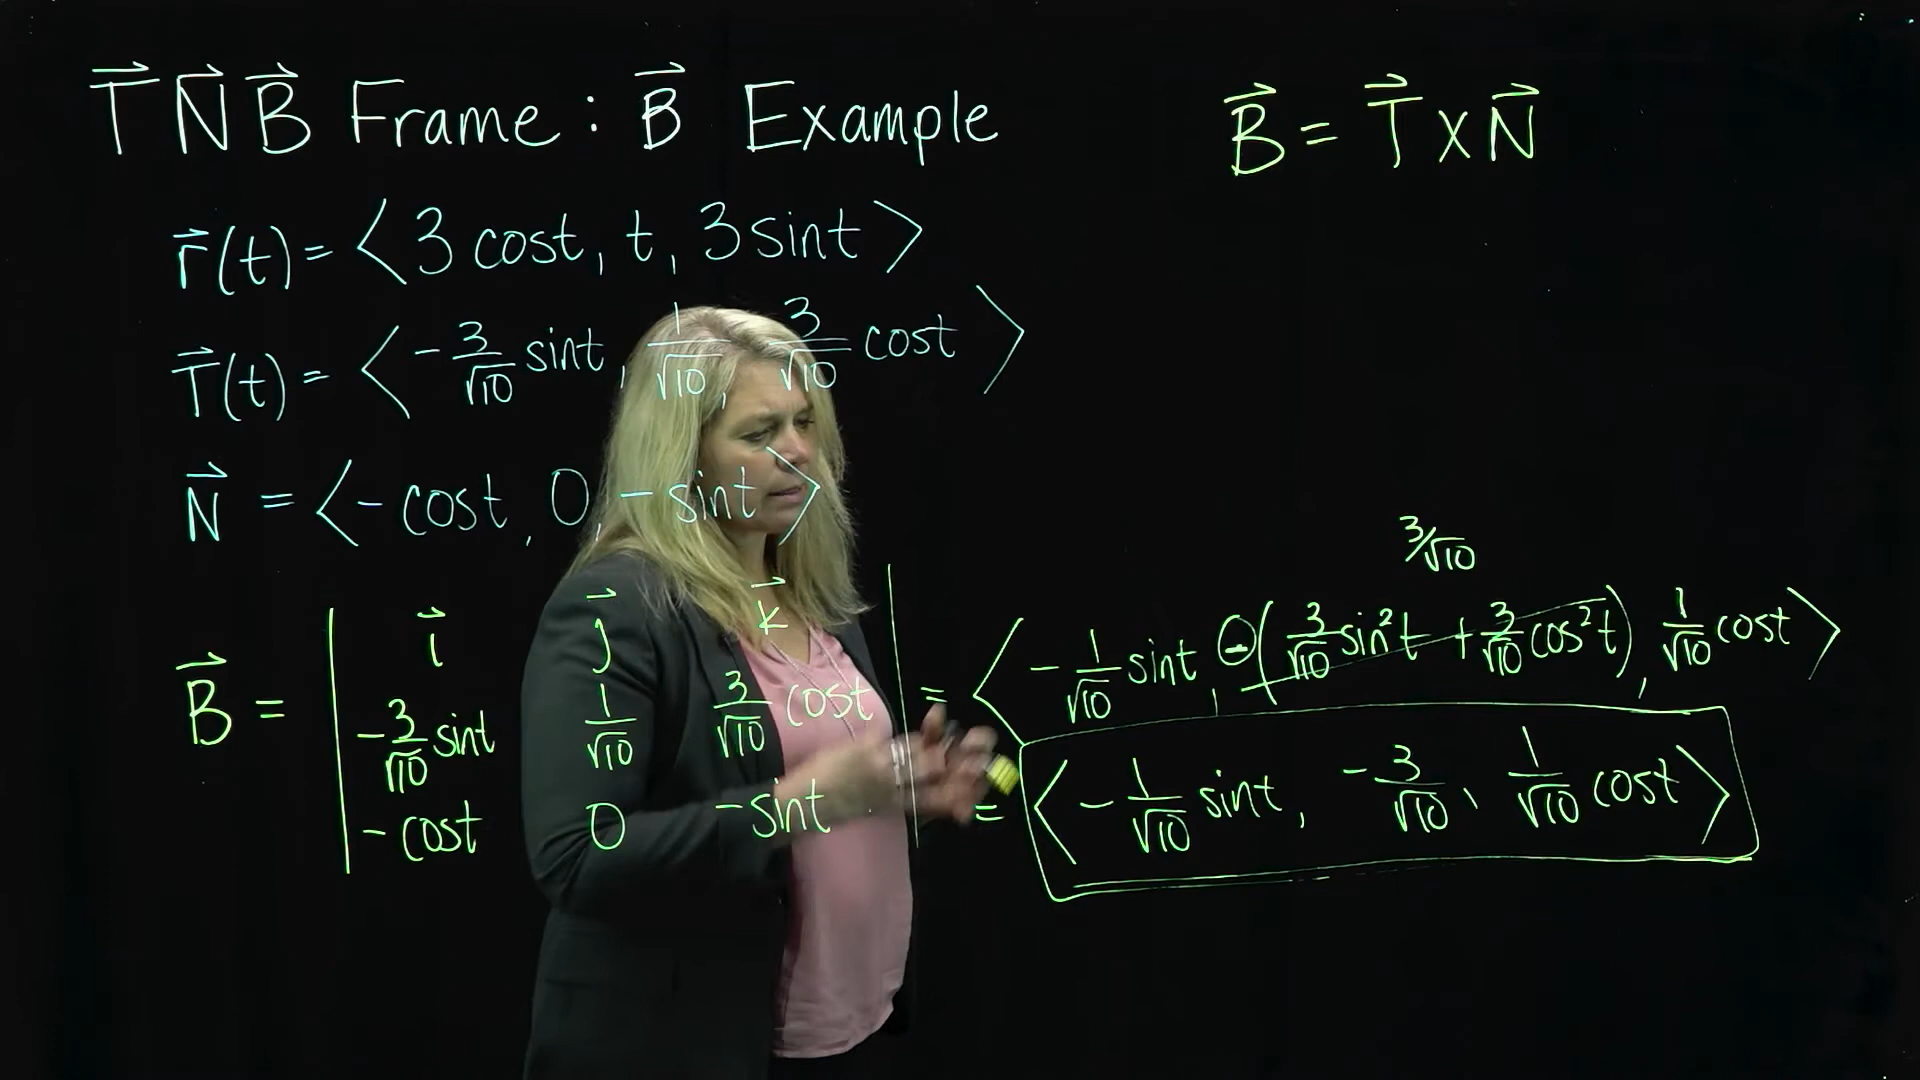 T⃗ N⃗ B⃗ Frame : B⃗ Example
B⃗ = T⃗ × N⃗
r⃗(t) = ⟨3 cost, t, 3 sint⟩
T⃗(t) = ⟨-3/√10 sint, 1/√10, 3/√10 cost⟩
N⃗ = ⟨-cost, 0, -sint⟩
3/√10
B⃗ = | i⃗ j⃗ k⃗ |
| -3/√10 sint 1/√10 3/√10 cost | = ⟨-1/√10 sint, -(3/√10 sin²t + 3/√10 cos²t), 1/√10 cost⟩
| -cost 0 -sint | = ⟨-1/√10 sint, -3/√10, 1/√10 cost⟩